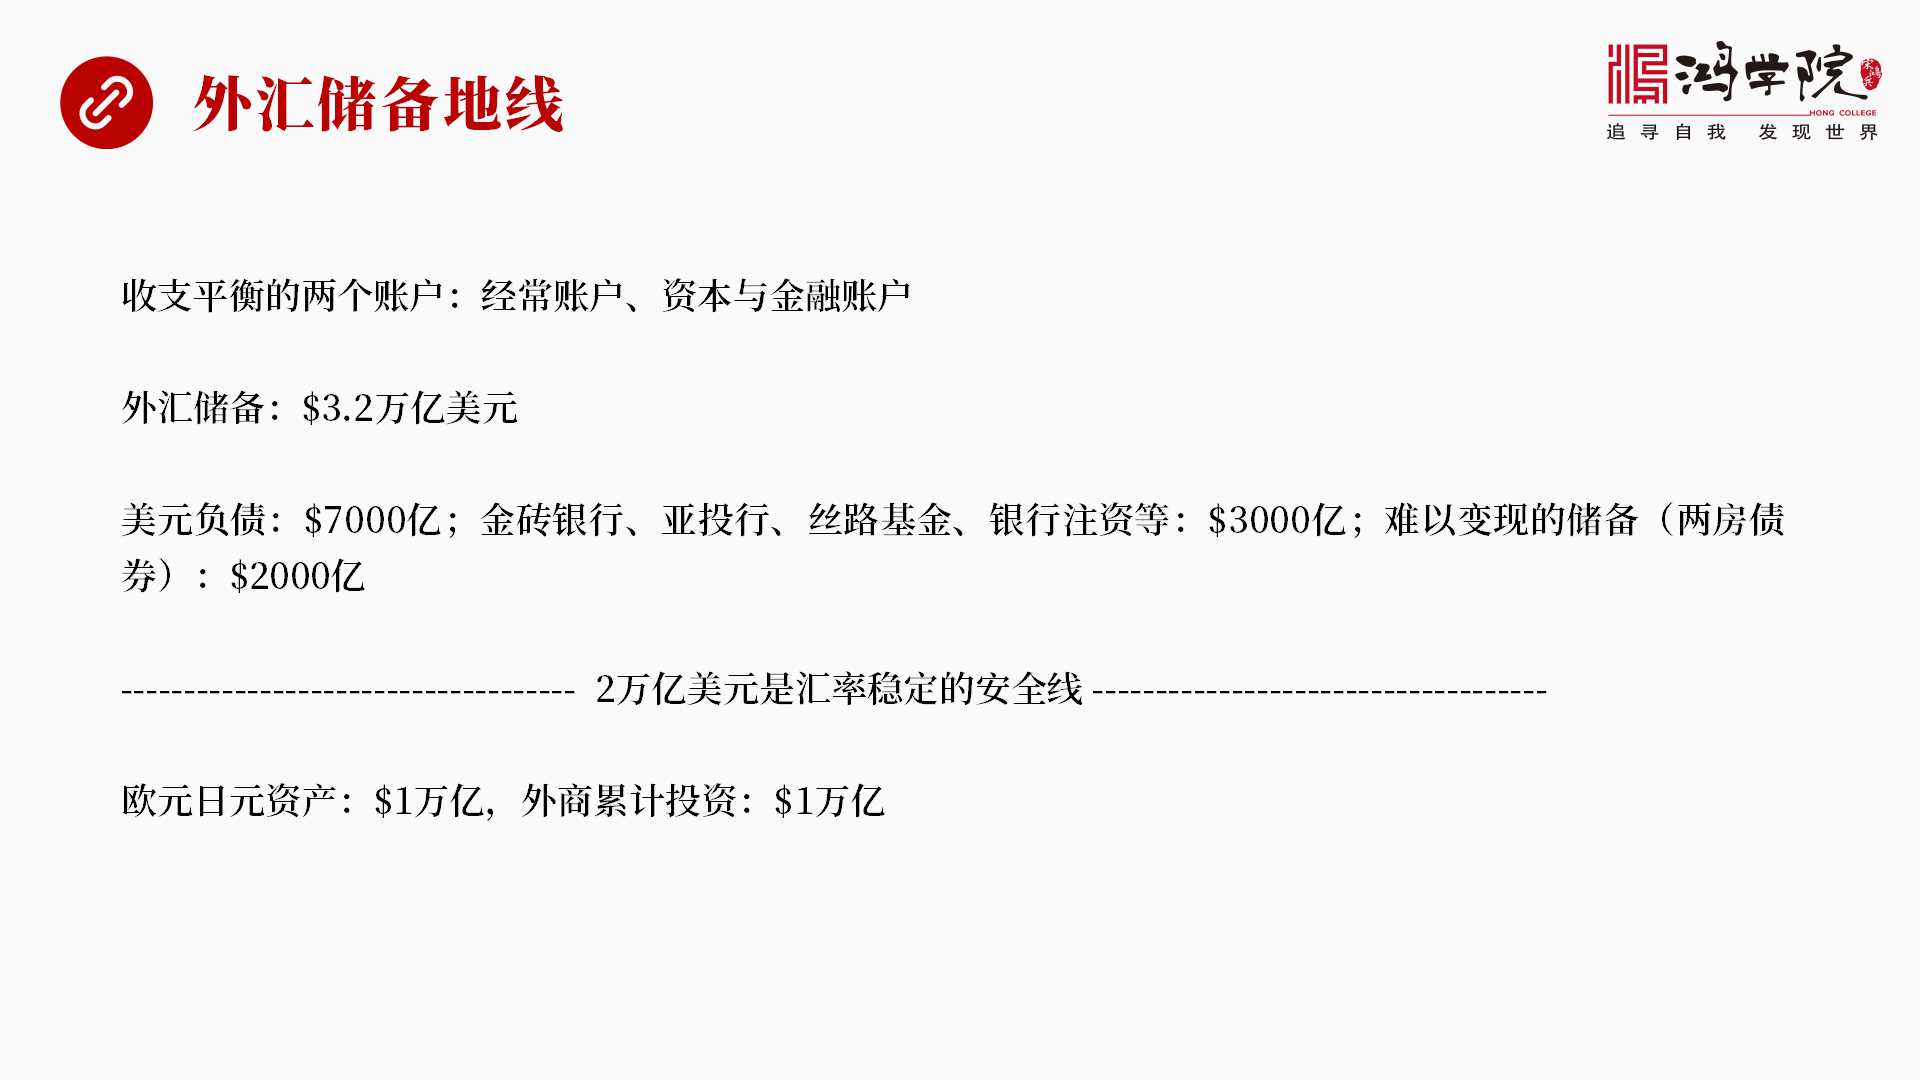 外汇储备地线
鸿学院
宋鸿兵
HONG COLLEGE
追寻自我 发现世界
收支平衡的两个账户：经常账户、资本与金融账户
外汇储备：$3.2万亿美元
美元负债：$7000亿；金砖银行、亚投行、丝路基金、银行注资等：$3000亿；难以变现的储备（两房债
券）：$2000亿
------------------------------------ 2万亿美元是汇率稳定的安全线 ------------------------------------
欧元日元资产：$1万亿，外商累计投资：$1万亿